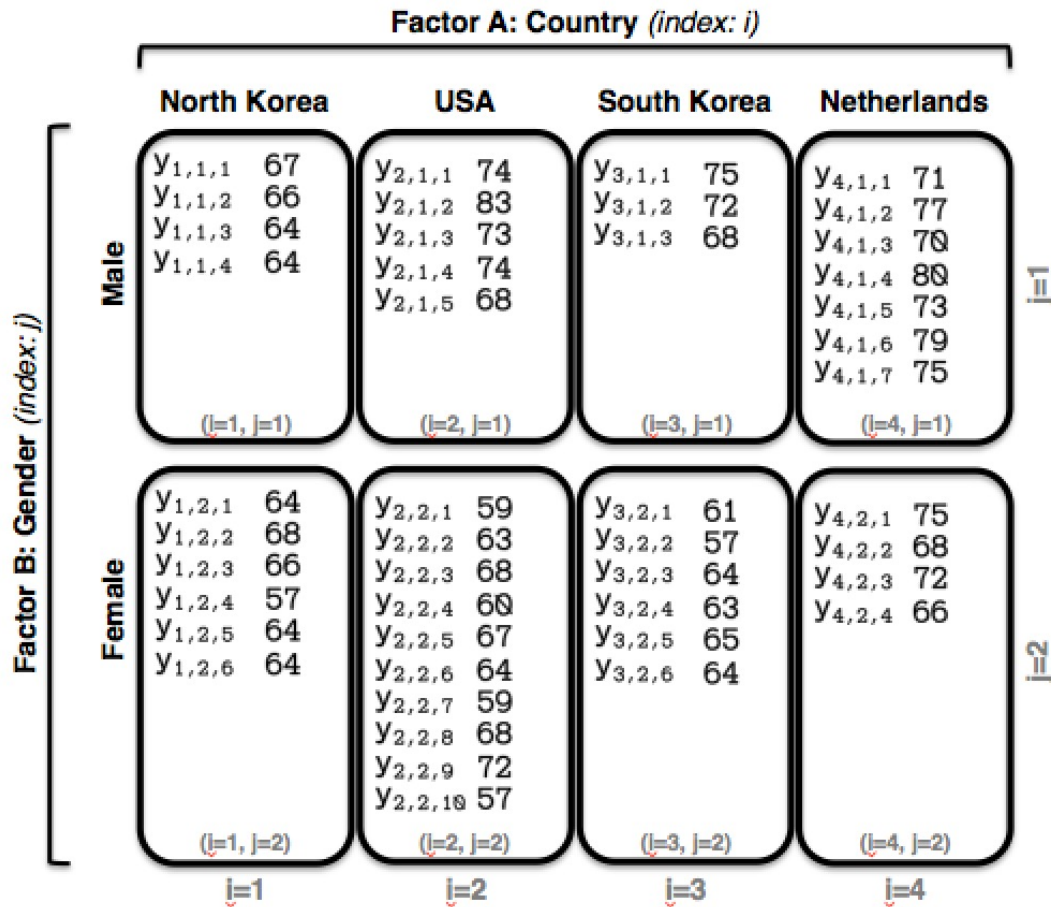 Factor A: Country (index: i)
North Korea USA South Korea Netherlands
Factor B: Gender (index: j)
Male
y1,1,1 67
y1,1,2 66
y1,1,3 64
y1,1,4 64
(i=1, j=1)
y2,1,1 74
y2,1,2 83
y2,1,3 73
y2,1,4 74
y2,1,5 68
(i=2, j=1)
y3,1,1 75
y3,1,2 72
y3,1,3 68
(i=3, j=1)
y4,1,1 71
y4,1,2 77
y4,1,3 70
y4,1,4 80
y4,1,5 73
y4,1,6 79
y4,1,7 75
(i=4, j=1)
j=1
Female
y1,2,1 64
y1,2,2 68
y1,2,3 66
y1,2,4 57
y1,2,5 64
y1,2,6 64
(i=1, j=2)
y2,2,1 59
y2,2,2 63
y2,2,3 68
y2,2,4 60
y2,2,5 67
y2,2,6 64
y2,2,7 59
y2,2,8 68
y2,2,9 72
y2,2,10 57
(i=2, j=2)
y3,2,1 61
y3,2,2 57
y3,2,3 64
y3,2,4 63
y3,2,5 65
y3,2,6 64
(i=3, j=2)
y4,2,1 75
y4,2,2 68
y4,2,3 72
y4,2,4 66
(i=4, j=2)
j=2
i=1 i=2 i=3 i=4